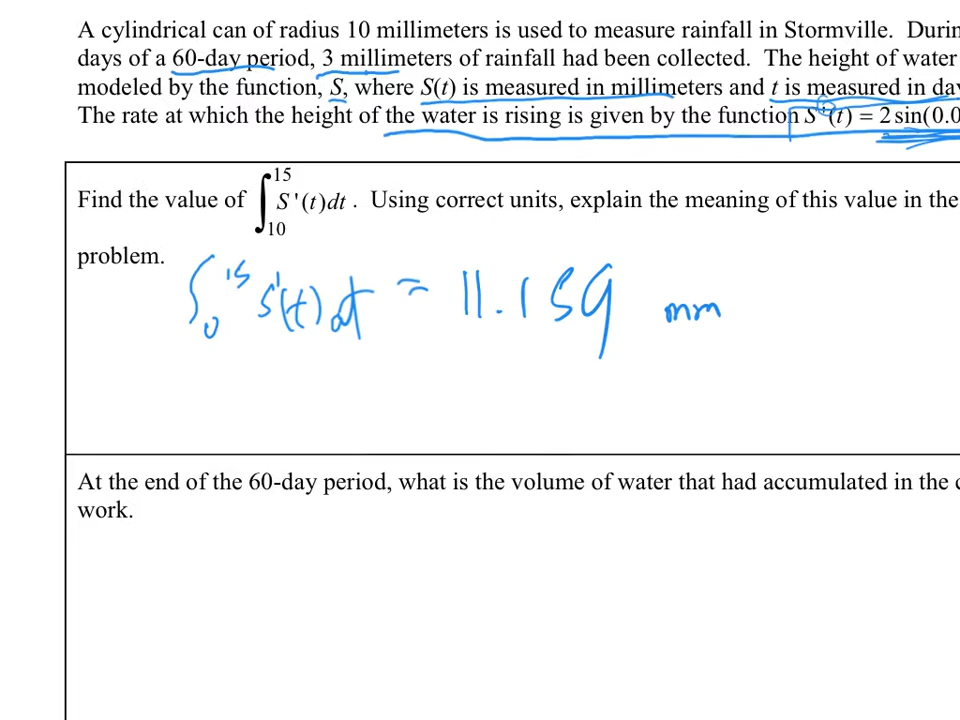 A cylindrical can of radius 10 millimeters is used to measure rainfall in Stormville. Durin
days of a 60-day period, 3 millimeters of rainfall had been collected. The height of water
modeled by the function, S, where S(t) is measured in millimeters and t is measured in day
The rate at which the height of the water is rising is given by the function S'(t) = 2 sin(0.0
Find the value of ∫₁₀¹⁵ S'(t)dt . Using correct units, explain the meaning of this value in the
problem.
∫₀¹⁵ S'(t) dt ≈ 11.159 mm
At the end of the 60-day period, what is the volume of water that had accumulated in the c
work.